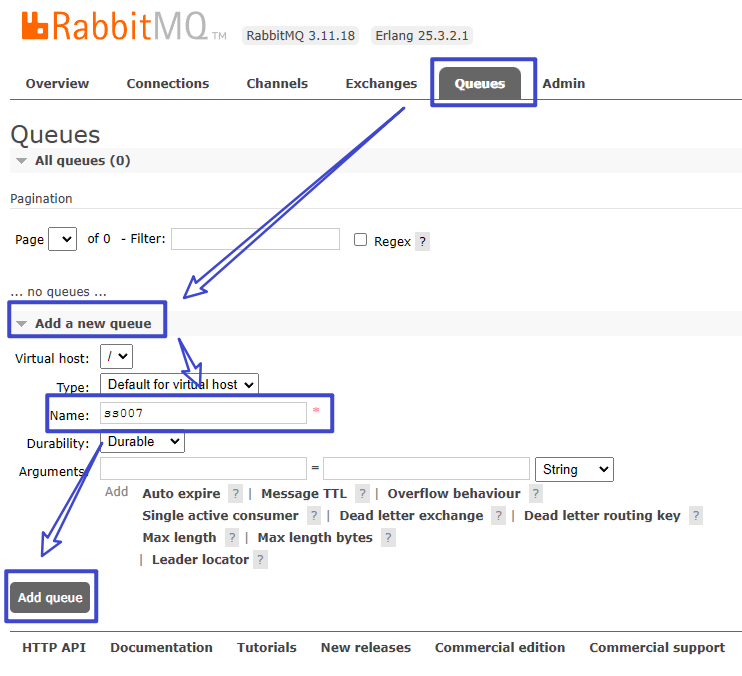 RabbitMQ TM RabbitMQ 3.11.18 Erlang 25.3.2.1
Overview Connections Channels Exchanges Queues Admin
Queues
All queues (0)
Pagination
Page of 0 - Filter: Regex ?
... no queues ...
Add a new queue
Virtual host: /
Type: Default for virtual host
Name: ss007 *
Durability: Durable
Arguments: = String
Add Auto expire ? | Message TTL ? | Overflow behaviour ?
Single active consumer ? | Dead letter exchange ? | Dead letter routing key ?
Max length ? | Max length bytes ?
| Leader locator ?
Add queue
HTTP API Documentation Tutorials New releases Commercial edition Commercial support